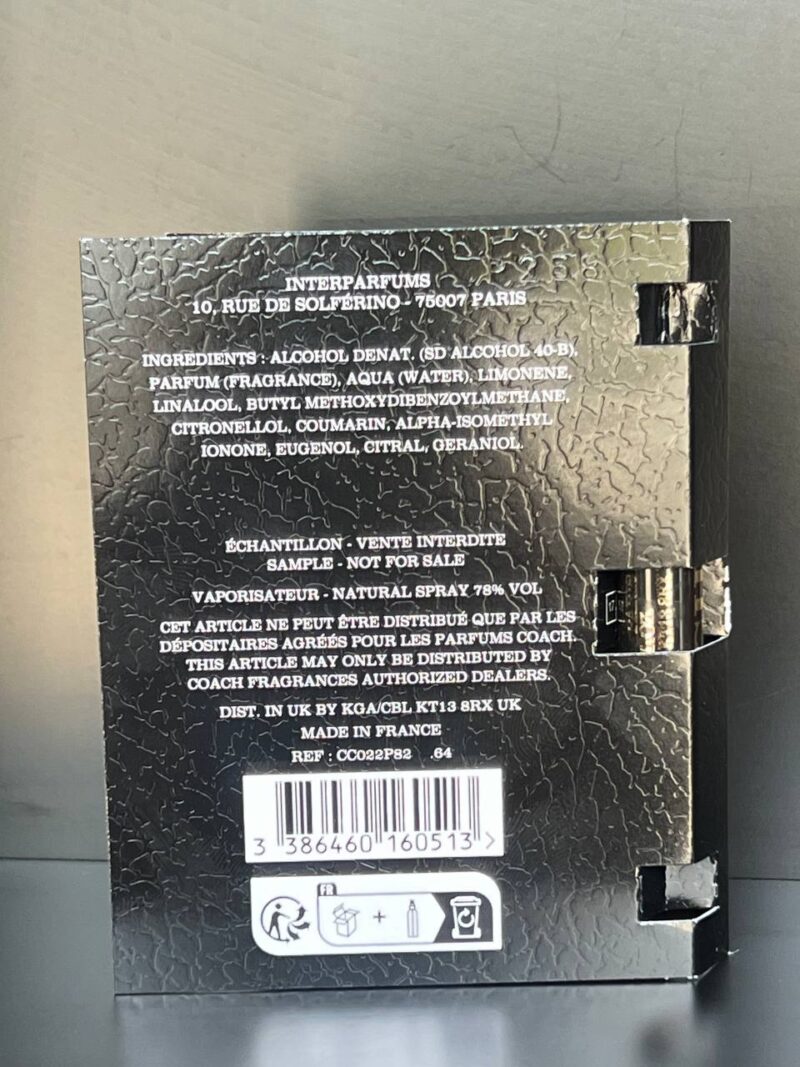 INTERPARFUMS
10, RUE DE SOLFÉRINO - 75007 PARIS
INGREDIENTS : ALCOHOL DENAT. (SD ALCOHOL 40-B),
PARFUM (FRAGRANCE), AQUA (WATER), LIMONENE,
LINALOOL, BUTYL METHOXYDIBENZOYLMETHANE,
CITRONELLOL, COUMARIN, ALPHA-ISOMETHYL
IONONE, EUGENOL, CITRAL, GERANIOL.
ÉCHANTILLON - VENTE INTERDITE
SAMPLE - NOT FOR SALE
VAPORISATEUR - NATURAL SPRAY 78% VOL
CET ARTICLE NE PEUT ÊTRE DISTRIBUÉ QUE PAR LES
DÉPOSITAIRES AGRÉÉS POUR LES PARFUMS COACH.
THIS ARTICLE MAY ONLY BE DISTRIBUTED BY
COACH FRAGRANCES AUTHORIZED DEALERS.
DIST. IN UK BY KGA/CBL KT13 8RX UK
MADE IN FRANCE
REF : CC022P82 .64
3 386460 160513 >
FR
+